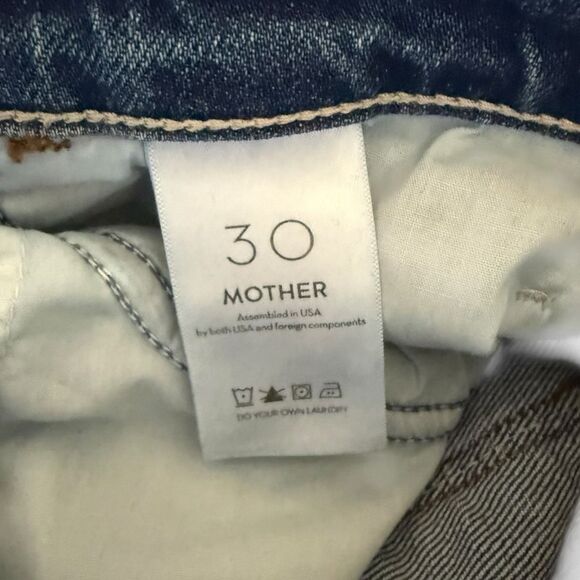 30
MOTHER
Assembled in USA
by both USA and foreign components
DO YOUR OWN LAUNDRY